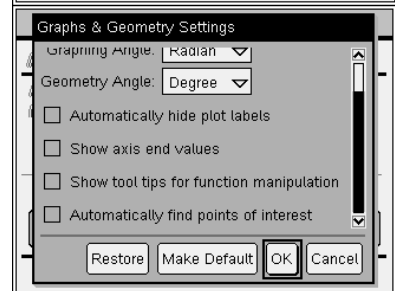 Graphs & Geometry Settings
Graphing Angle: Radian
Geometry Angle: Degree
Automatically hide plot labels
Show axis end values
Show tool tips for function manipulation
Automatically find points of interest
Restore Make Default OK Cancel